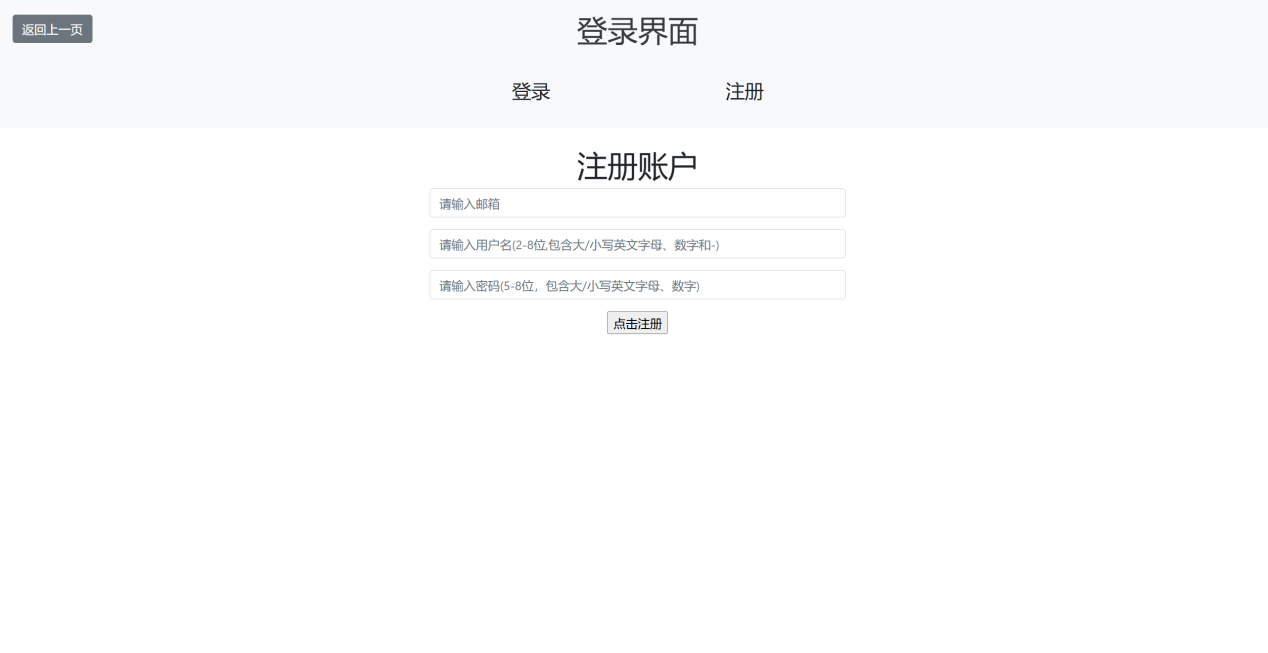 返回上一页
登录界面
登录
注册
注册账户
请输入邮箱
请输入用户名(2-8位,包含大/小写英文字母、数字和-)
请输入密码(5-8位，包含大/小写英文字母、数字)
点击注册